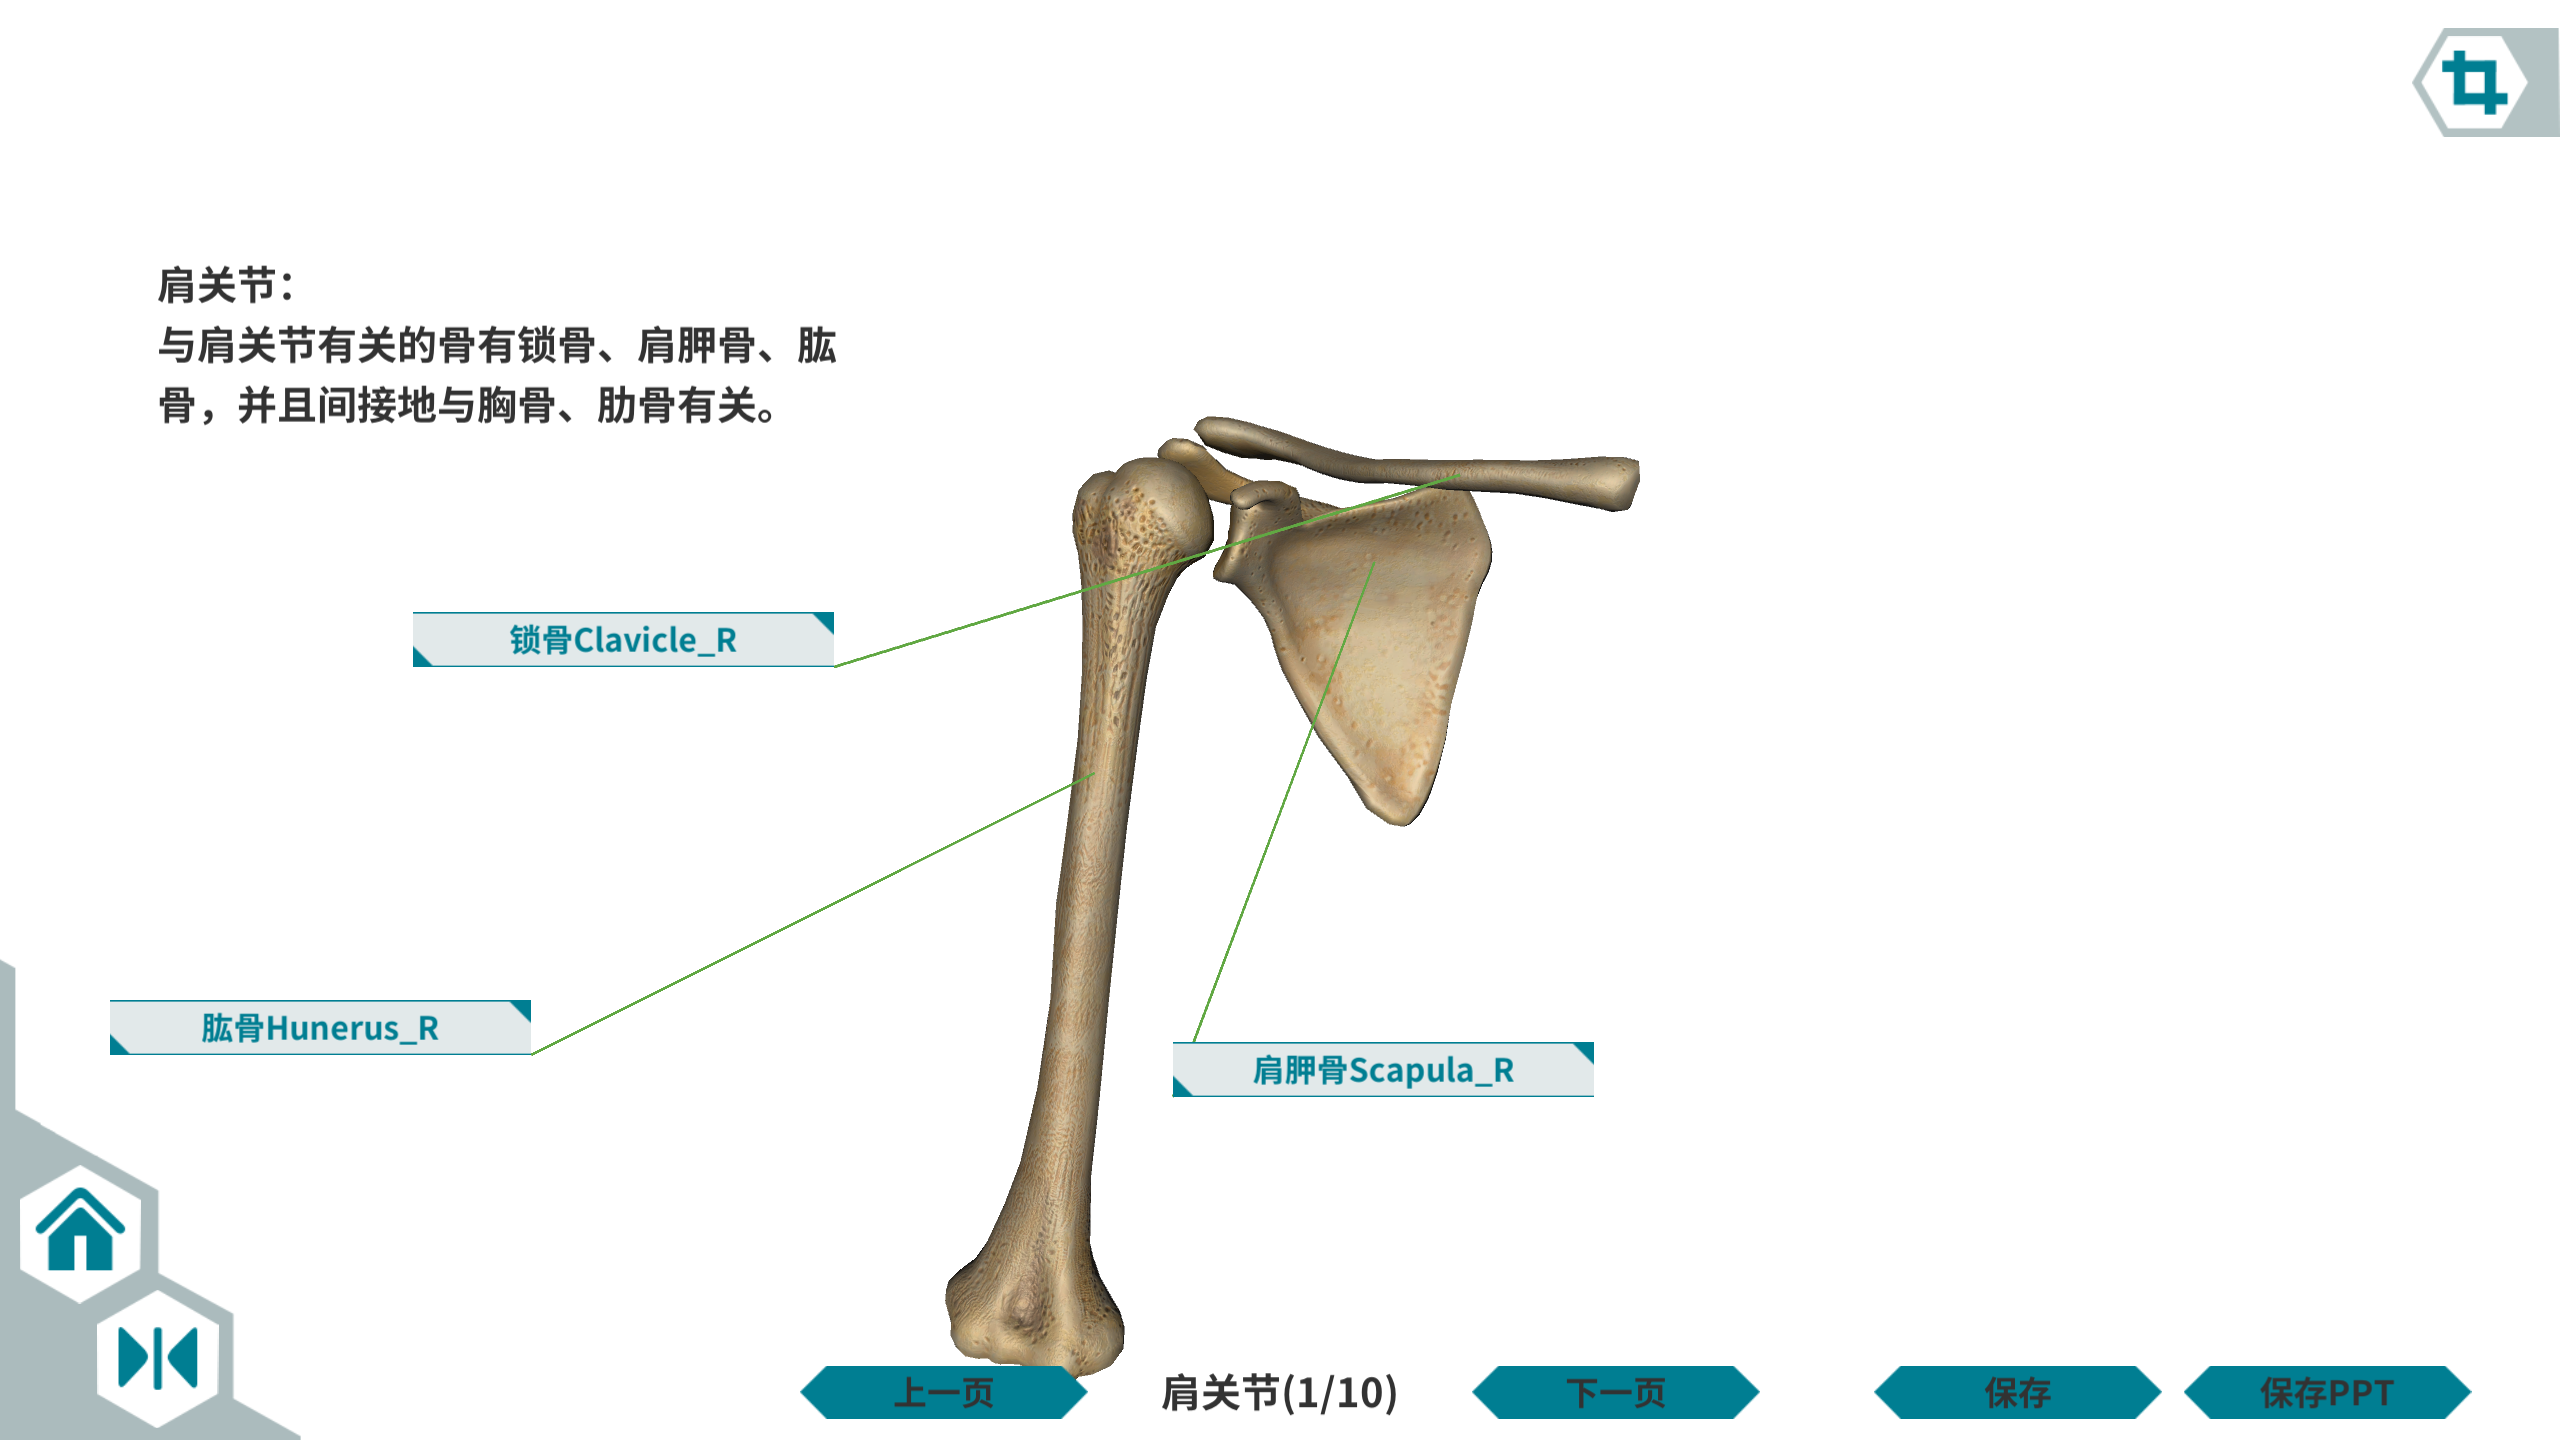 肩关节：
与肩关节有关的骨有锁骨、肩胛骨、肱
骨，并且间接地与胸骨、肋骨有关。
锁骨Clavicle_R
肱骨Hunerus_R
肩胛骨Scapula_R
上一页
肩关节(1/10)
下一页
保存
保存PPT